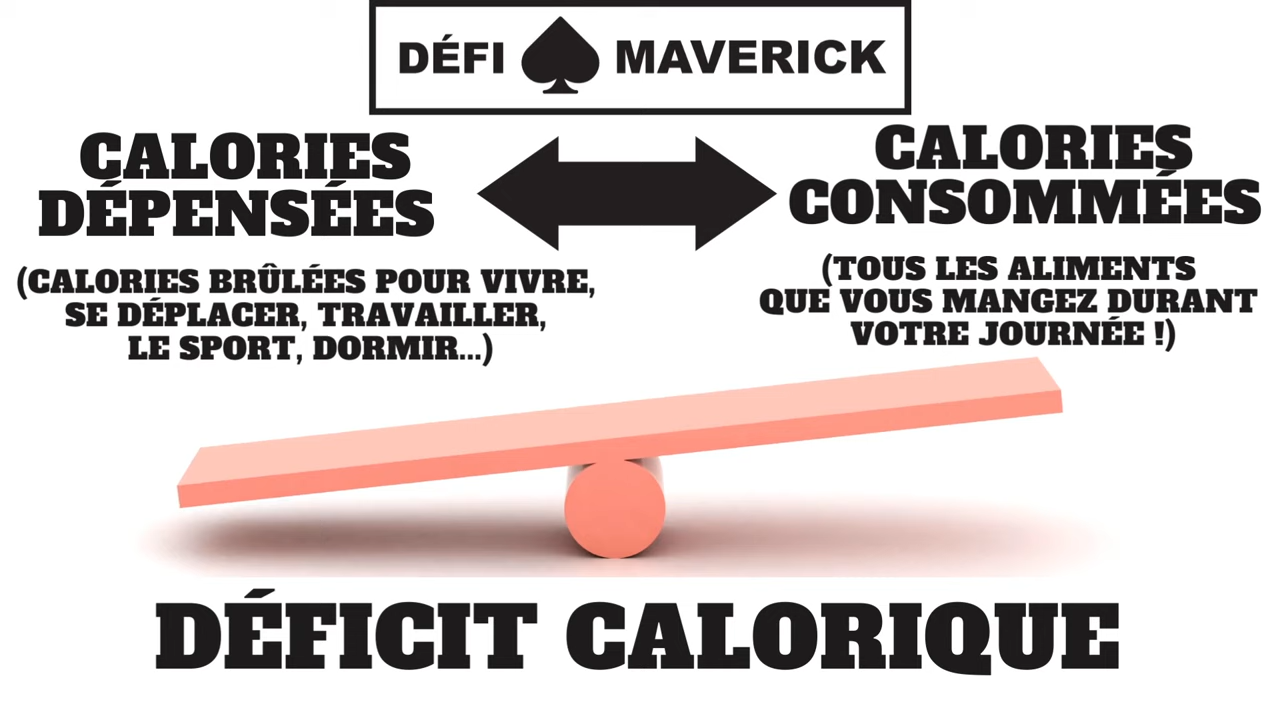 DÉFI MAVERICK
CALORIES
DÉPENSÉES
(CALORIES BRÛLÉES POUR VIVRE,
SE DÉPLACER, TRAVAILLER,
LE SPORT, DORMIR...)
CALORIES
CONSOMMÉES
(TOUS LES ALIMENTS
QUE VOUS MANGEZ DURANT
VOTRE JOURNÉE !)
DÉFICIT CALORIQUE